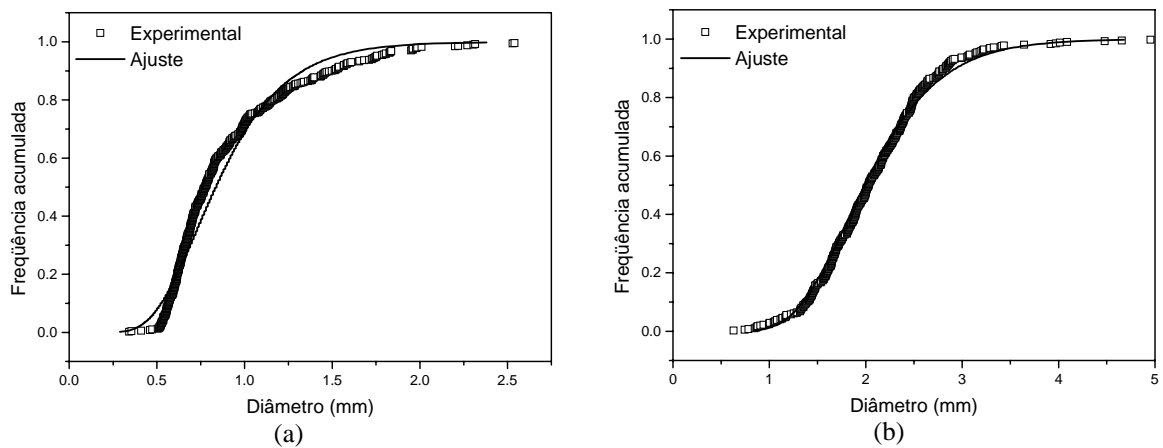 Experimental
Ajuste
1.0
0.8
0.6
0.4
0.2
0.0
Freqüência acumulada
0.0
0.5
1.0
1.5
2.0
2.5
Diâmetro (mm)
(a)
Experimental
Ajuste
1.0
0.8
0.6
0.4
0.2
0.0
Freqüência acumulada
0
1
2
3
4
5
Diâmetro (mm)
(b)